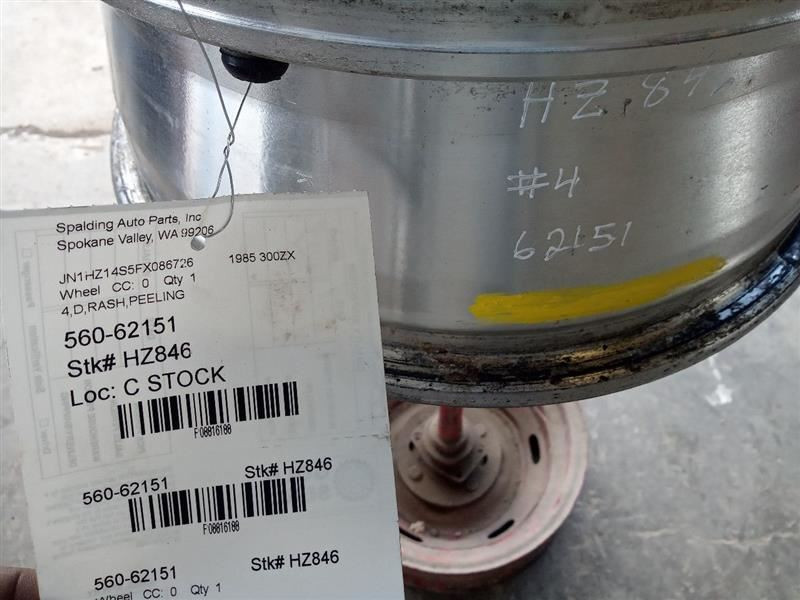 HZ 84
#4
62151
Spalding Auto Parts, Inc
Spokane Valley, WA 99206
JN1HZ14S5FX086726 1985 300ZX
Wheel CC: 0 Qty 1
4,D,RASH,PEELING
560-62151
Stk# HZ846
Loc: C STOCK
F08816188
560-62151 Stk# HZ846
F08816188
560-62151 Stk# HZ846
Wheel CC: 0 Qty 1